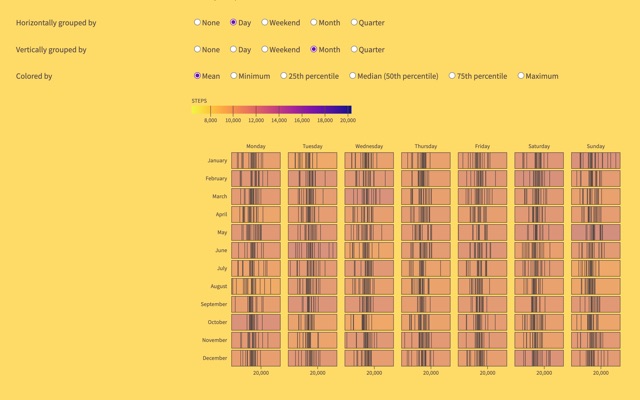 Horizontally grouped by None Day Weekend Month Quarter
Vertically grouped by None Day Weekend Month Quarter
Colored by Mean Minimum 25th percentile Median (50th percentile) 75th percentile Maximum
STEPS
8,000 10,000 12,000 14,000 16,000 18,000 20,000
Monday Tuesday Wednesday Thursday Friday Saturday Sunday
January
February
March
April
May
June
July
August
September
October
November
December
20,000 20,000 20,000 20,000 20,000 20,000 20,000